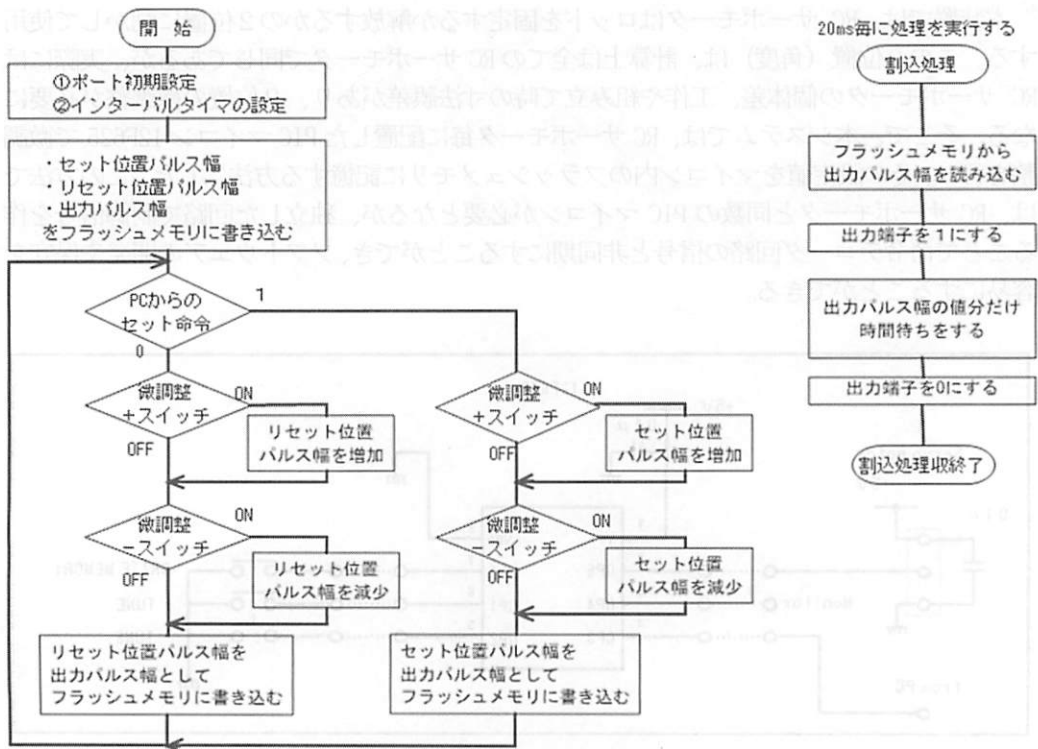 開　始
①ポート初期設定
②インターバルタイマの設定
・セット位置パルス幅
・リセット位置パルス幅
・出力パルス幅
をフラッシュメモリに書き込む
PCからの
セット命令
1
0
微調整
+スイッチ
ON
OFF
リセット位置
パルス幅を増加
微調整
－スイッチ
ON
OFF
リセット位置
パルス幅を減少
リセット位置パルス幅を
出力パルス幅として
フラッシュメモリに書き込む
微調整
+スイッチ
ON
OFF
セット位置
パルス幅を増加
微調整
－スイッチ
ON
OFF
セット位置
パルス幅を減少
セット位置パルス幅を
出力パルス幅として
フラッシュメモリに書き込む
20ms毎に処理を実行する
割込処理
フラッシュメモリから
出力パルス幅を読み込む
出力端子を1にする
出力パルス幅の値分だけ
時間待ちをする
出力端子を0にする
割込処理取終了